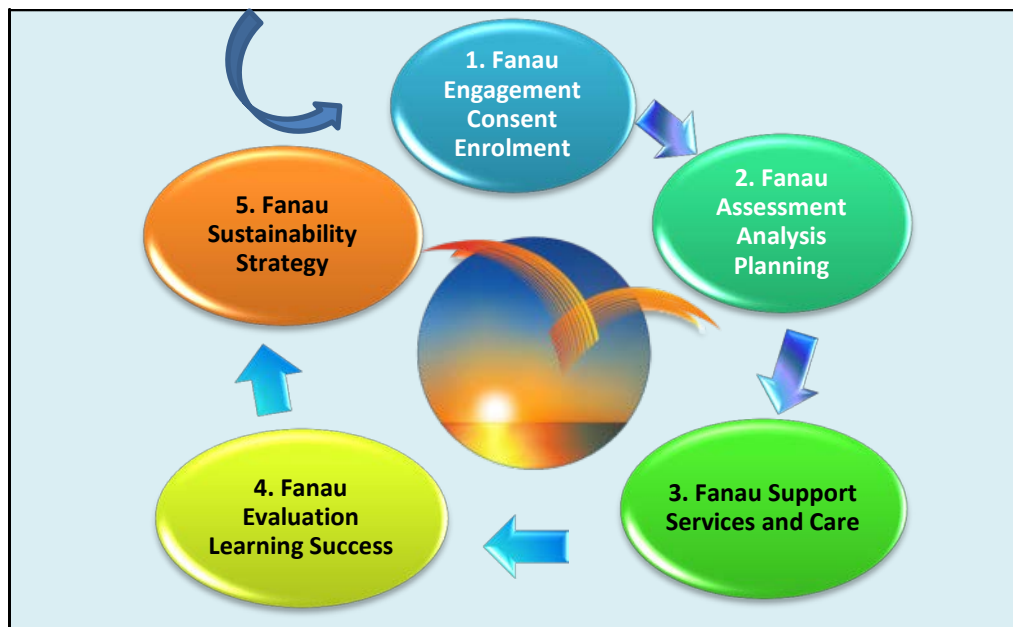 1. Fanau
Engagement
Consent
Enrolment
2. Fanau
Assessment
Analysis
Planning
3. Fanau Support
Services and Care
4. Fanau
Evaluation
Learning Success
5. Fanau
Sustainability
Strategy